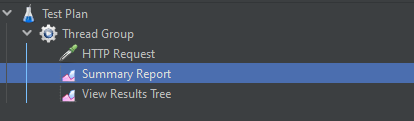 Test Plan
Thread Group
HTTP Request
Summary Report
View Results Tree